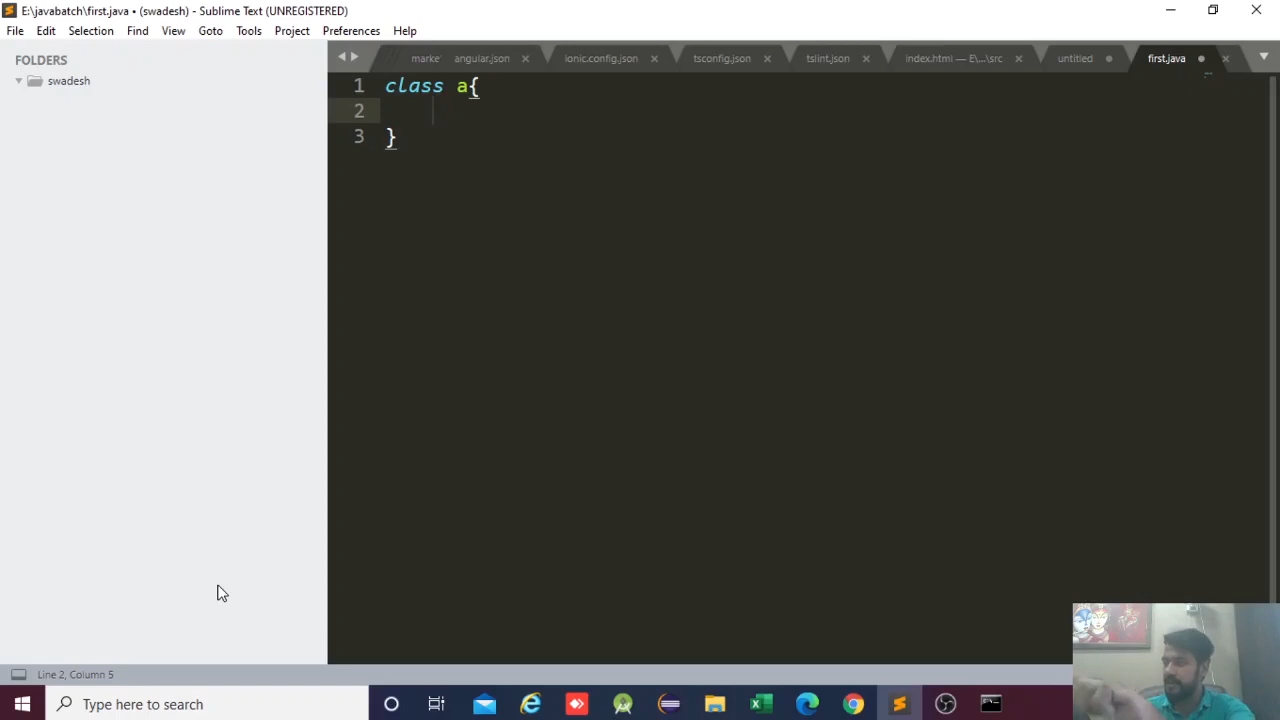 E:\javabatch\first.java • (swadesh) - Sublime Text (UNREGISTERED)
File Edit Selection Find View Goto Tools Project Preferences Help
FOLDERS
swadesh
marke angular.json ionic.config.json tsconfig.json tslint.json index.html — E\...\src untitled first.java
1 class a{
2
3 }
Line 2, Column 5
Type here to search